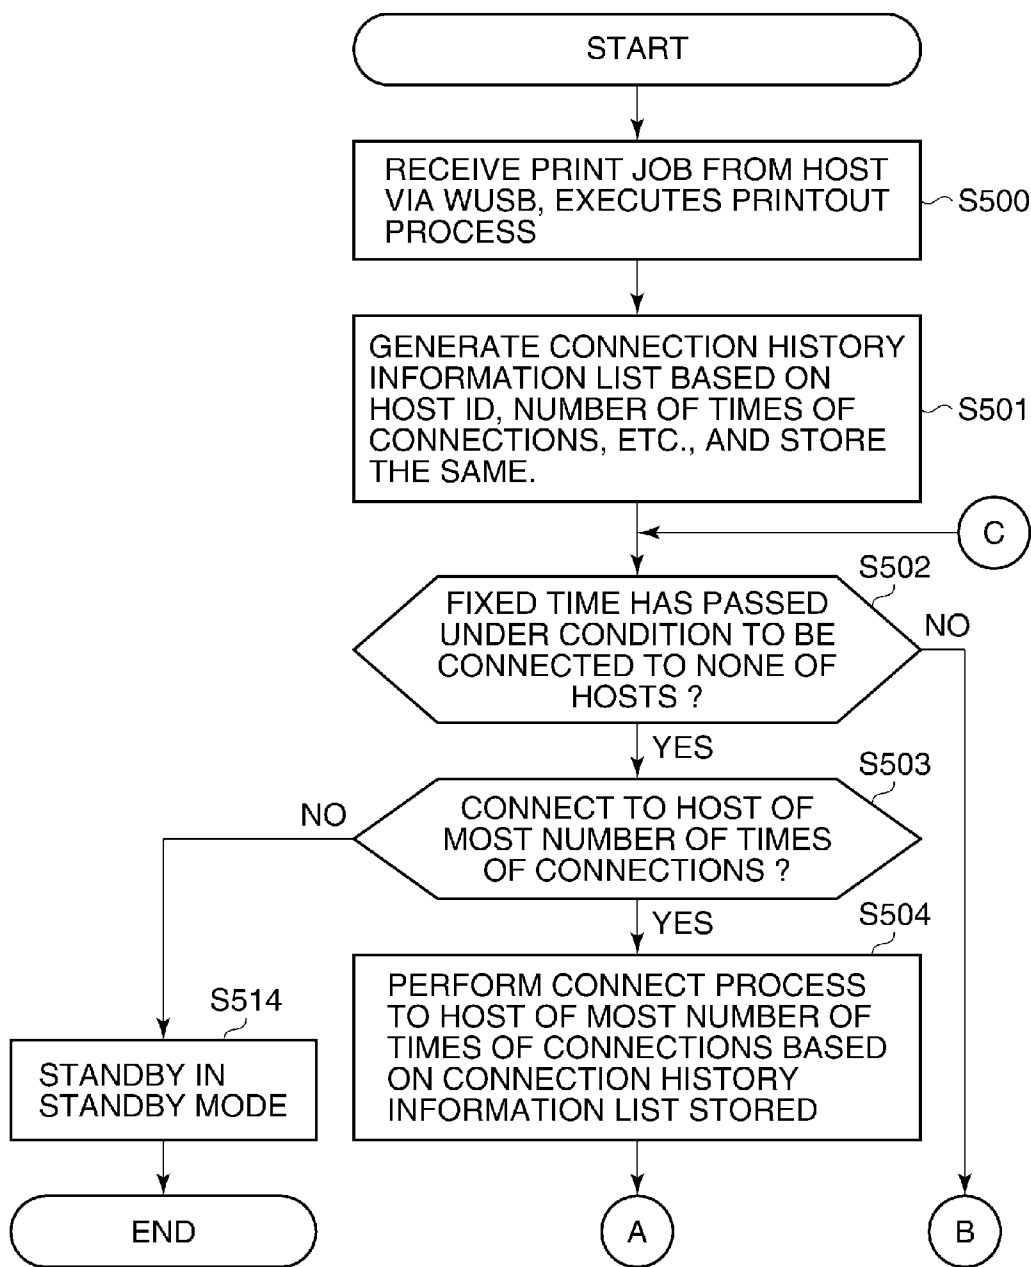 START
RECEIVE PRINT JOB FROM HOST
VIA WUSB, EXECUTES PRINTOUT
PROCESS
S500
GENERATE CONNECTION HISTORY
INFORMATION LIST BASED ON
HOST ID, NUMBER OF TIMES OF
CONNECTIONS, ETC., AND STORE
THE SAME.
S501
C
S502
FIXED TIME HAS PASSED
UNDER CONDITION TO BE
CONNECTED TO NONE OF
HOSTS ?
NO
YES
S503
NO
CONNECT TO HOST OF
MOST NUMBER OF TIMES
OF CONNECTIONS ?
YES
S504
PERFORM CONNECT PROCESS
TO HOST OF MOST NUMBER OF
TIMES OF CONNECTIONS BASED
ON CONNECTION HISTORY
INFORMATION LIST STORED
S514
STANDBY IN
STANDBY MODE
END
A
B